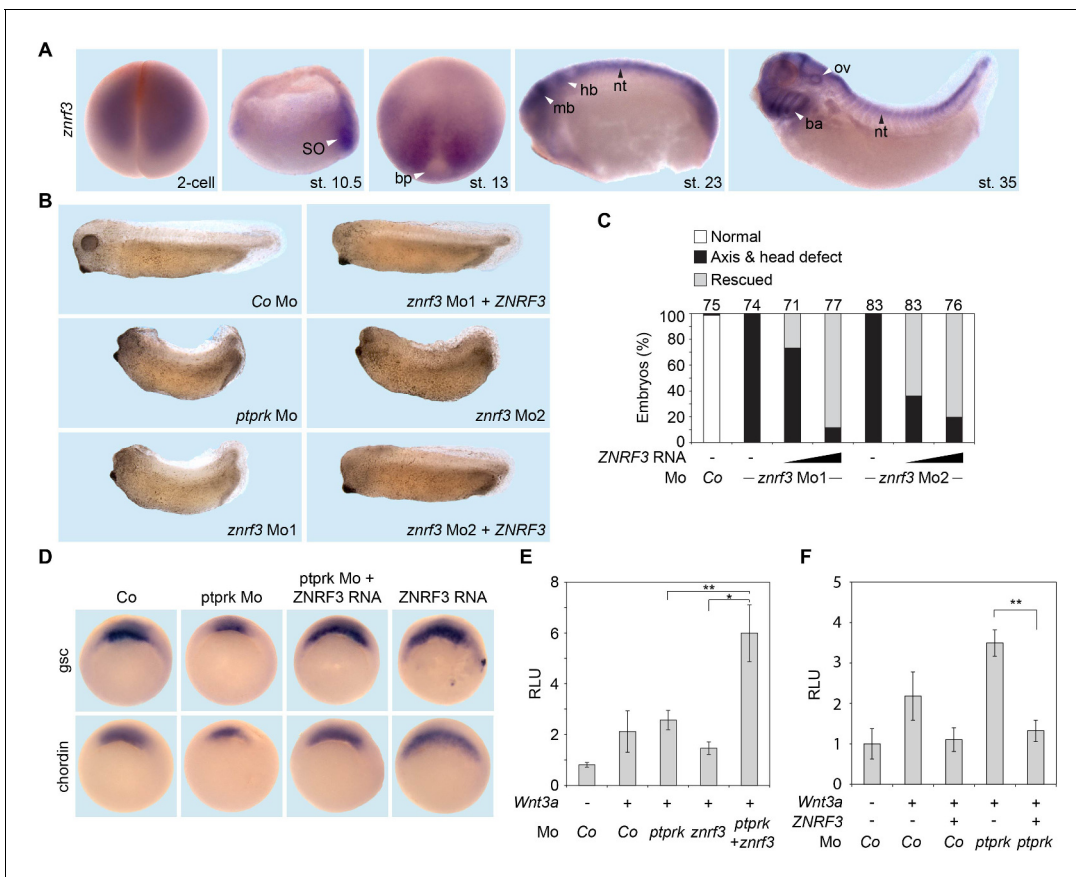 A
znrf3
2-cell
SO
st. 10.5
bp
st. 13
mb
hb
nt
st. 23
ov
ba
nt
st. 35
B
Co Mo
znrf3 Mo1 + ZNRF3
ptprk Mo
znrf3 Mo2
znrf3 Mo1
znrf3 Mo2 + ZNRF3
C
Normal
Axis & head defect
Rescued
75 74 71 77 83 83 76
Embryos (%)
100
80
60
40
20
0
ZNRF3 RNA - - -
Mo Co – znrf3 Mo1 – – znrf3 Mo2 –
D
Co
ptprk Mo
ptprk Mo +
ZNRF3 RNA
ZNRF3 RNA
gsc
chordin
E
RLU
8
6
4
2
0
**
*
Wnt3a - + + + +
Mo Co Co ptprk znrf3 ptprk
+znrf3
F
RLU
5
4
3
2
1
0
**
Wnt3a - + + + +
ZNRF3 - - + - +
Mo Co Co Co ptprk ptprk